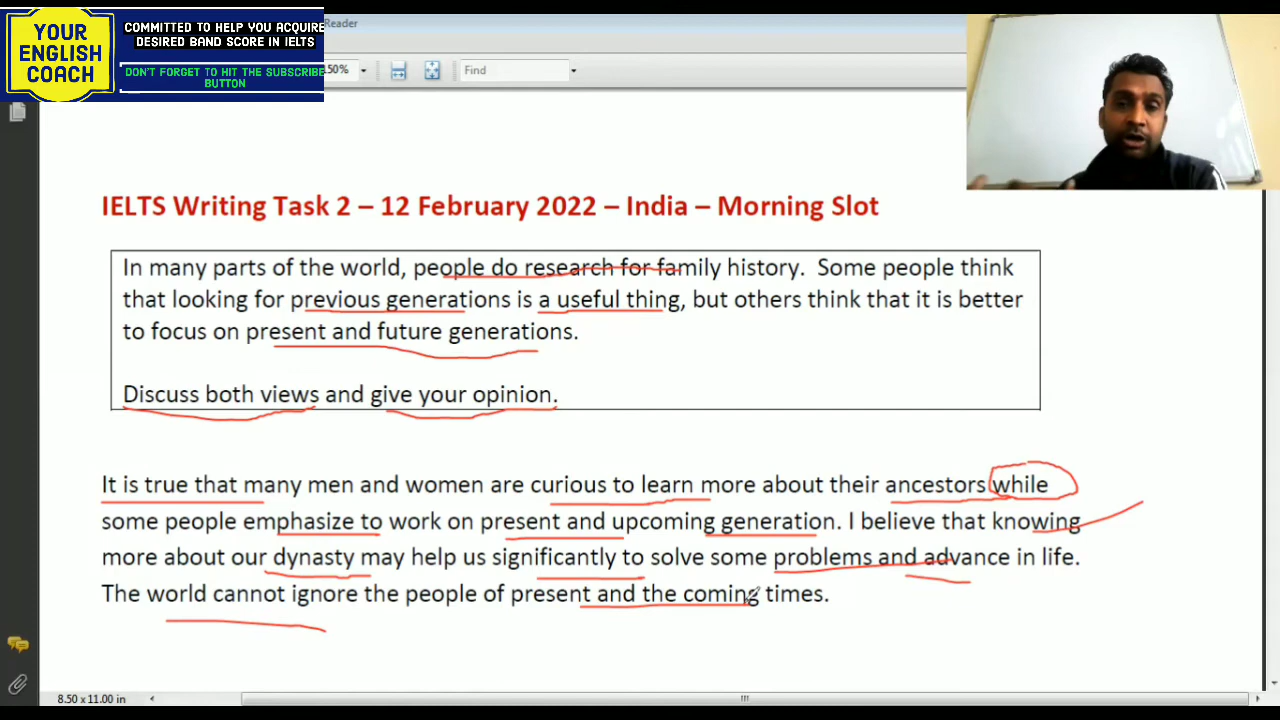 YOUR
ENGLISH
COACH
COMMITTED TO HELP YOU ACQUIRE
DESIRED BAND SCORE IN IELTS
DON'T FORGET TO HIT THE SUBSCRIBE
BUTTON
Reader
50%
Find
IELTS Writing Task 2 – 12 February 2022 – India – Morning Slot
In many parts of the world, people do research for family history. Some people think
that looking for previous generations is a useful thing, but others think that it is better
to focus on present and future generations.
Discuss both views and give your opinion.
It is true that many men and women are curious to learn more about their ancestors while
some people emphasize to work on present and upcoming generation. I believe that knowing
more about our dynasty may help us significantly to solve some problems and advance in life.
The world cannot ignore the people of present and the coming times.
8.50 x 11.00 in